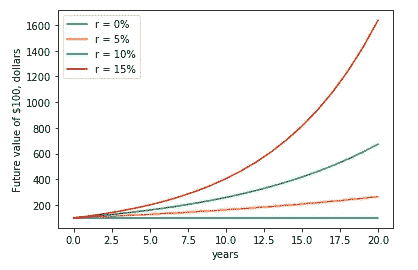 r = 0%
r = 5%
r = 10%
r = 15%
Future value of $100, dollars
1600
1400
1200
1000
800
600
400
200
0.0 2.5 5.0 7.5 10.0 12.5 15.0 17.5 20.0
years